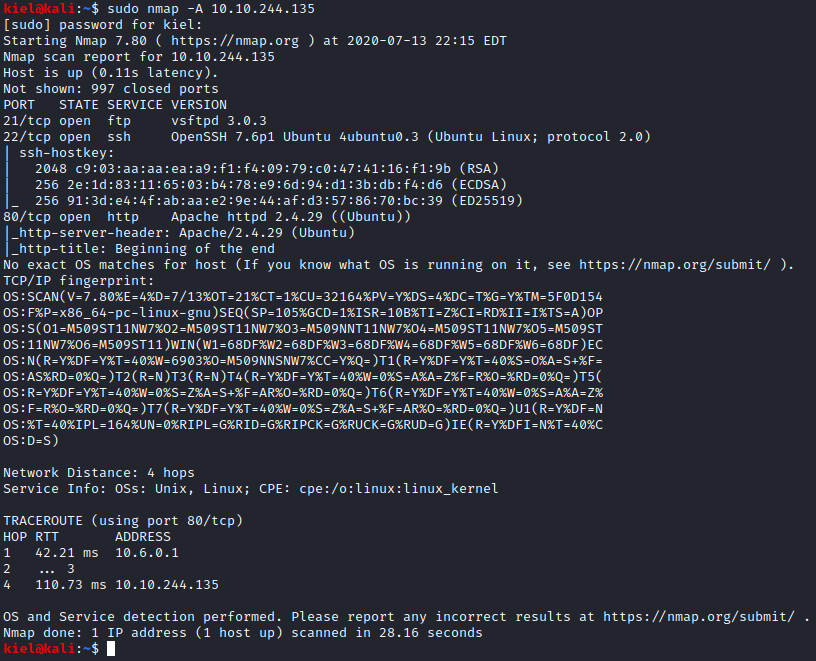 kiel@kali:~$ sudo nmap -A 10.10.244.135
[sudo] password for kiel:
Starting Nmap 7.80 ( https://nmap.org ) at 2020-07-13 22:15 EDT
Nmap scan report for 10.10.244.135
Host is up (0.11s latency).
Not shown: 997 closed ports
PORT   STATE SERVICE VERSION
21/tcp open  ftp     vsftpd 3.0.3
22/tcp open  ssh     OpenSSH 7.6p1 Ubuntu 4ubuntu0.3 (Ubuntu Linux; protocol 2.0)
| ssh-hostkey:
|   2048 c9:03:aa:aa:ea:a9:f1:f4:09:79:c0:47:41:16:f1:9b (RSA)
|   256 2e:1d:83:11:65:03:b4:78:e9:6d:94:d1:3b:db:f4:d6 (ECDSA)
|_  256 91:3d:e4:4f:ab:aa:e2:9e:44:af:d3:57:86:70:bc:39 (ED25519)
80/tcp open  http    Apache httpd 2.4.29 ((Ubuntu))
|_http-server-header: Apache/2.4.29 (Ubuntu)
|_http-title: Beginning of the end
No exact OS matches for host (If you know what OS is running on it, see https://nmap.org/submit/ ).
TCP/IP fingerprint:
OS:SCAN(V=7.80%E=4%D=7/13%OT=21%CT=1%CU=32164%PV=Y%DS=4%DC=T%G=Y%TM=5F0D154
OS:F%P=x86_64-pc-linux-gnu)SEQ(SP=105%GCD=1%ISR=10B%TI=Z%CI=RD%II=I%TS=A)OP
OS:S(O1=M509ST11NW7%O2=M509ST11NW7%O3=M509NNT11NW7%O4=M509ST11NW7%O5=M509ST
OS:11NW7%O6=M509ST11)WIN(W1=68DF%W2=68DF%W3=68DF%W4=68DF%W5=68DF%W6=68DF)EC
OS:N(R=Y%DF=Y%T=40%W=6903%O=M509NNSNW7%CC=Y%Q=)T1(R=Y%DF=Y%T=40%S=O%A=S+%F=
OS:AS%RD=0%Q=)T2(R=N)T3(R=N)T4(R=Y%DF=Y%T=40%W=0%S=A%A=Z%F=R%O=%RD=0%Q=)T5(
OS:R=Y%DF=Y%T=40%W=0%S=Z%A=S+%F=AR%O=%RD=0%Q=)T6(R=Y%DF=Y%T=40%W=0%S=A%A=Z%
OS:F=R%O=%RD=0%Q=)T7(R=Y%DF=Y%T=40%W=0%S=Z%A=S+%F=AR%O=%RD=0%Q=)U1(R=Y%DF=N
OS:%T=40%IPL=164%UN=0%RIPL=G%RID=G%RIPCK=G%RUCK=G%RUD=G)IE(R=Y%DFI=N%T=40%C
OS:D=S)

Network Distance: 4 hops
Service Info: OSs: Unix, Linux; CPE: cpe:/o:linux:linux_kernel

TRACEROUTE (using port 80/tcp)
HOP RTT       ADDRESS
1   42.21 ms  10.6.0.1
2   ... 3
4   110.73 ms 10.10.244.135

OS and Service detection performed. Please report any incorrect results at https://nmap.org/submit/ .
Nmap done: 1 IP address (1 host up) scanned in 28.16 seconds
kiel@kali:~$